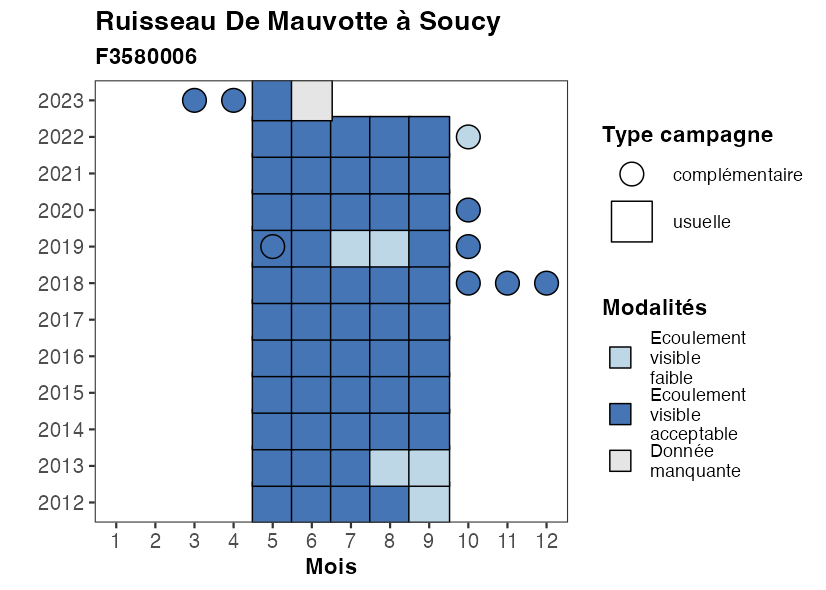 Ruisseau De Mauvotte à Soucy
F3580006
2023
2022
2021
2020
2019
2018
2017
2016
2015
2014
2013
2012
1 2 3 4 5 6 7 8 9 10 11 12
Mois
Type campagne
complémentaire
usuelle
Modalités
Ecoulement
visible
faible
Ecoulement
visible
acceptable
Donnée
manquante